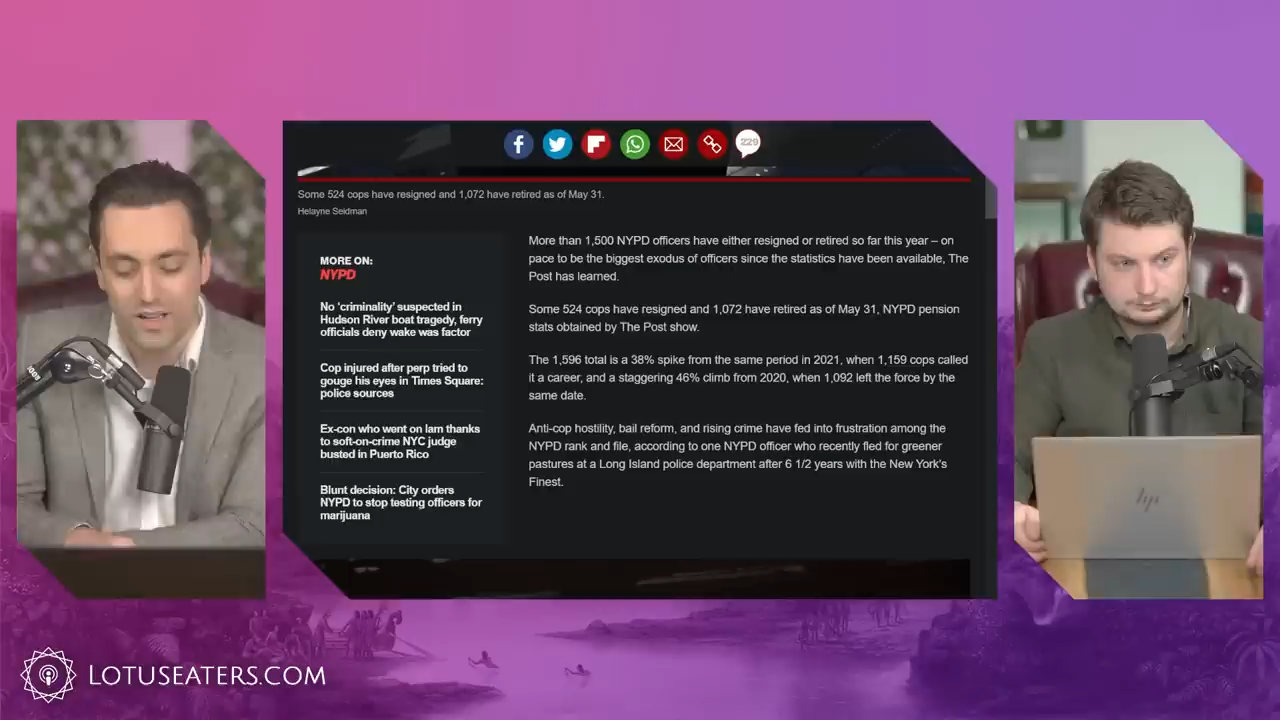 229
Some 524 cops have resigned and 1,072 have retired as of May 31.
Helayne Seidman
MORE ON:
NYPD
No ‘criminality’ suspected in
Hudson River boat tragedy, ferry
officials deny wake was factor
Cop injured after perp tried to
gouge his eyes in Times Square:
police sources
Ex-con who went on lam thanks
to soft-on-crime NYC judge
busted in Puerto Rico
Blunt decision: City orders
NYPD to stop testing officers for
marijuana
More than 1,500 NYPD officers have either resigned or retired so far this year – on
pace to be the biggest exodus of officers since the statistics have been available, The
Post has learned.
Some 524 cops have resigned and 1,072 have retired as of May 31, NYPD pension
stats obtained by The Post show.
The 1,596 total is a 38% spike from the same period in 2021, when 1,159 cops called
it a career, and a staggering 46% climb from 2020, when 1,092 left the force by the
same date.
Anti-cop hostility, bail reform, and rising crime have fed into frustration among the
NYPD rank and file, according to one NYPD officer who recently fled for greener
pastures at a Long Island police department after 6 1/2 years with the New York's
Finest.
hp
LOTUSEATERS.COM